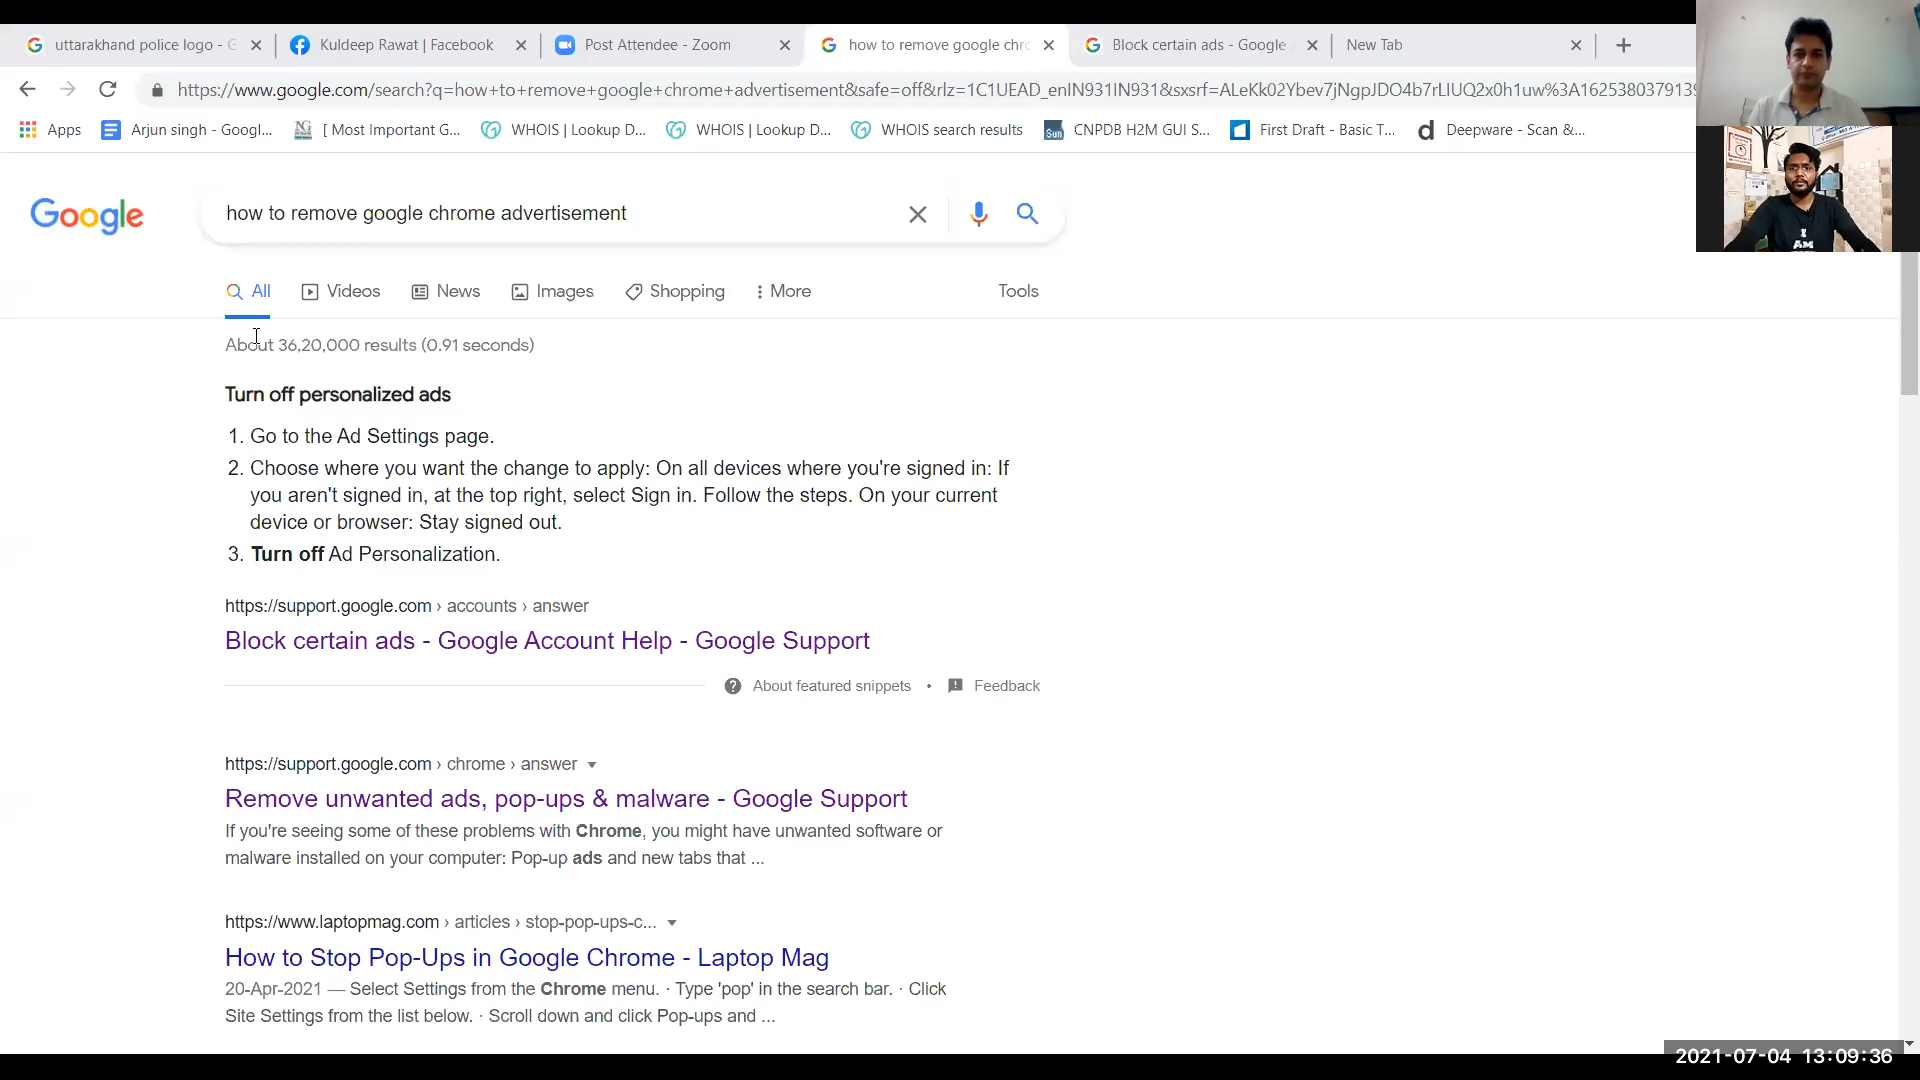 uttarakhand police logo - G
Kuldeep Rawat | Facebook
Post Attendee - Zoom
how to remove google chro
Block certain ads - Google
New Tab
https://www.google.com/search?q=how+to+remove+google+chrome+advertisement&safe=off&rlz=1C1UEAD_enIN931IN931&sxsrf=ALeKk02Ybev7jNgpJDO4b7rLIUQ2x0h1uw%3A1625380379139
Apps
Arjun singh - Googl...
[ Most Important G...
WHOIS | Lookup D...
WHOIS | Lookup D...
WHOIS search results
CNPDB H2M GUI S...
First Draft - Basic T...
Deepware - Scan &...
Google
how to remove google chrome advertisement
All
Videos
News
Images
Shopping
More
Tools
About 36,20,000 results (0.91 seconds)
Turn off personalized ads
1. Go to the Ad Settings page.
2. Choose where you want the change to apply: On all devices where you're signed in: If
you aren't signed in, at the top right, select Sign in. Follow the steps. On your current
device or browser: Stay signed out.
3. Turn off Ad Personalization.
https://support.google.com › accounts › answer
Block certain ads - Google Account Help - Google Support
About featured snippets • Feedback
https://support.google.com › chrome › answer
Remove unwanted ads, pop-ups & malware - Google Support
If you're seeing some of these problems with Chrome, you might have unwanted software or
malware installed on your computer: Pop-up ads and new tabs that ...
https://www.laptopmag.com › articles › stop-pop-ups-c...
How to Stop Pop-Ups in Google Chrome - Laptop Mag
20-Apr-2021 — Select Settings from the Chrome menu. · Type 'pop' in the search bar. · Click
Site Settings from the list below. · Scroll down and click Pop-ups and ...
I
AM
2021-07-04 13:09:36